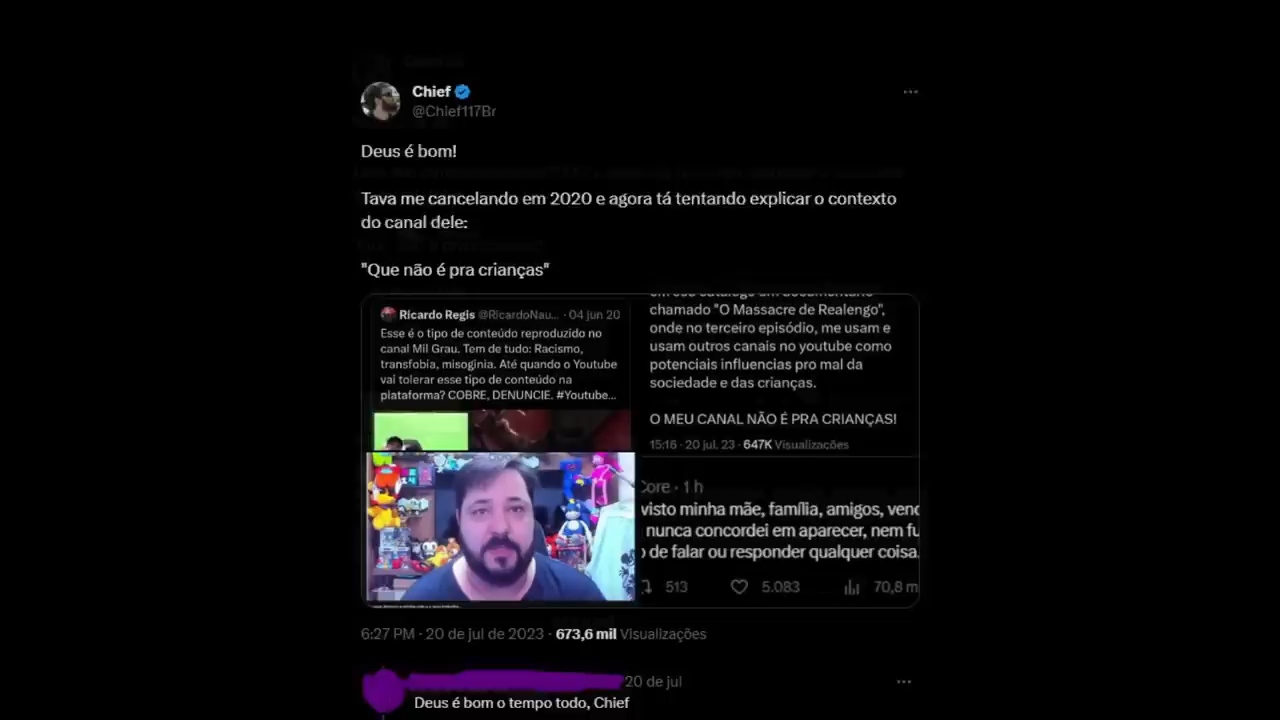 Chief
@Chief117Br
Deus é bom!
Tava me cancelando em 2020 e agora tá tentando explicar o contexto
do canal dele:
"Que não é pra crianças"
Ricardo Regis @RicardoNau... · 04 jun 20
Esse é o tipo de conteúdo reproduzido no
canal Mil Grau. Tem de tudo: Racismo,
transfobia, misoginia. Até quando o Youtube
vai tolerar esse tipo de conteúdo na
plataforma? COBRE, DENUNCIE. #Youtube...
chamado "O Massacre de Realengo",
onde no terceiro episódio, me usam e
usam outros canais no youtube como
potenciais influencias pro mal da
sociedade e das crianças.
O MEU CANAL NÃO É PRA CRIANÇAS!
15:16 · 20 jul. 23 · 647K Visualizações
Core · 1 h
visto minha mãe, família, amigos, venc
nunca concordei em aparecer, nem fu
de falar ou responder qualquer coisa.
513 5.083 70,8 m
6:27 PM · 20 de jul de 2023 · 673,6 mil Visualizações
20 de jul
Deus é bom o tempo todo, Chief